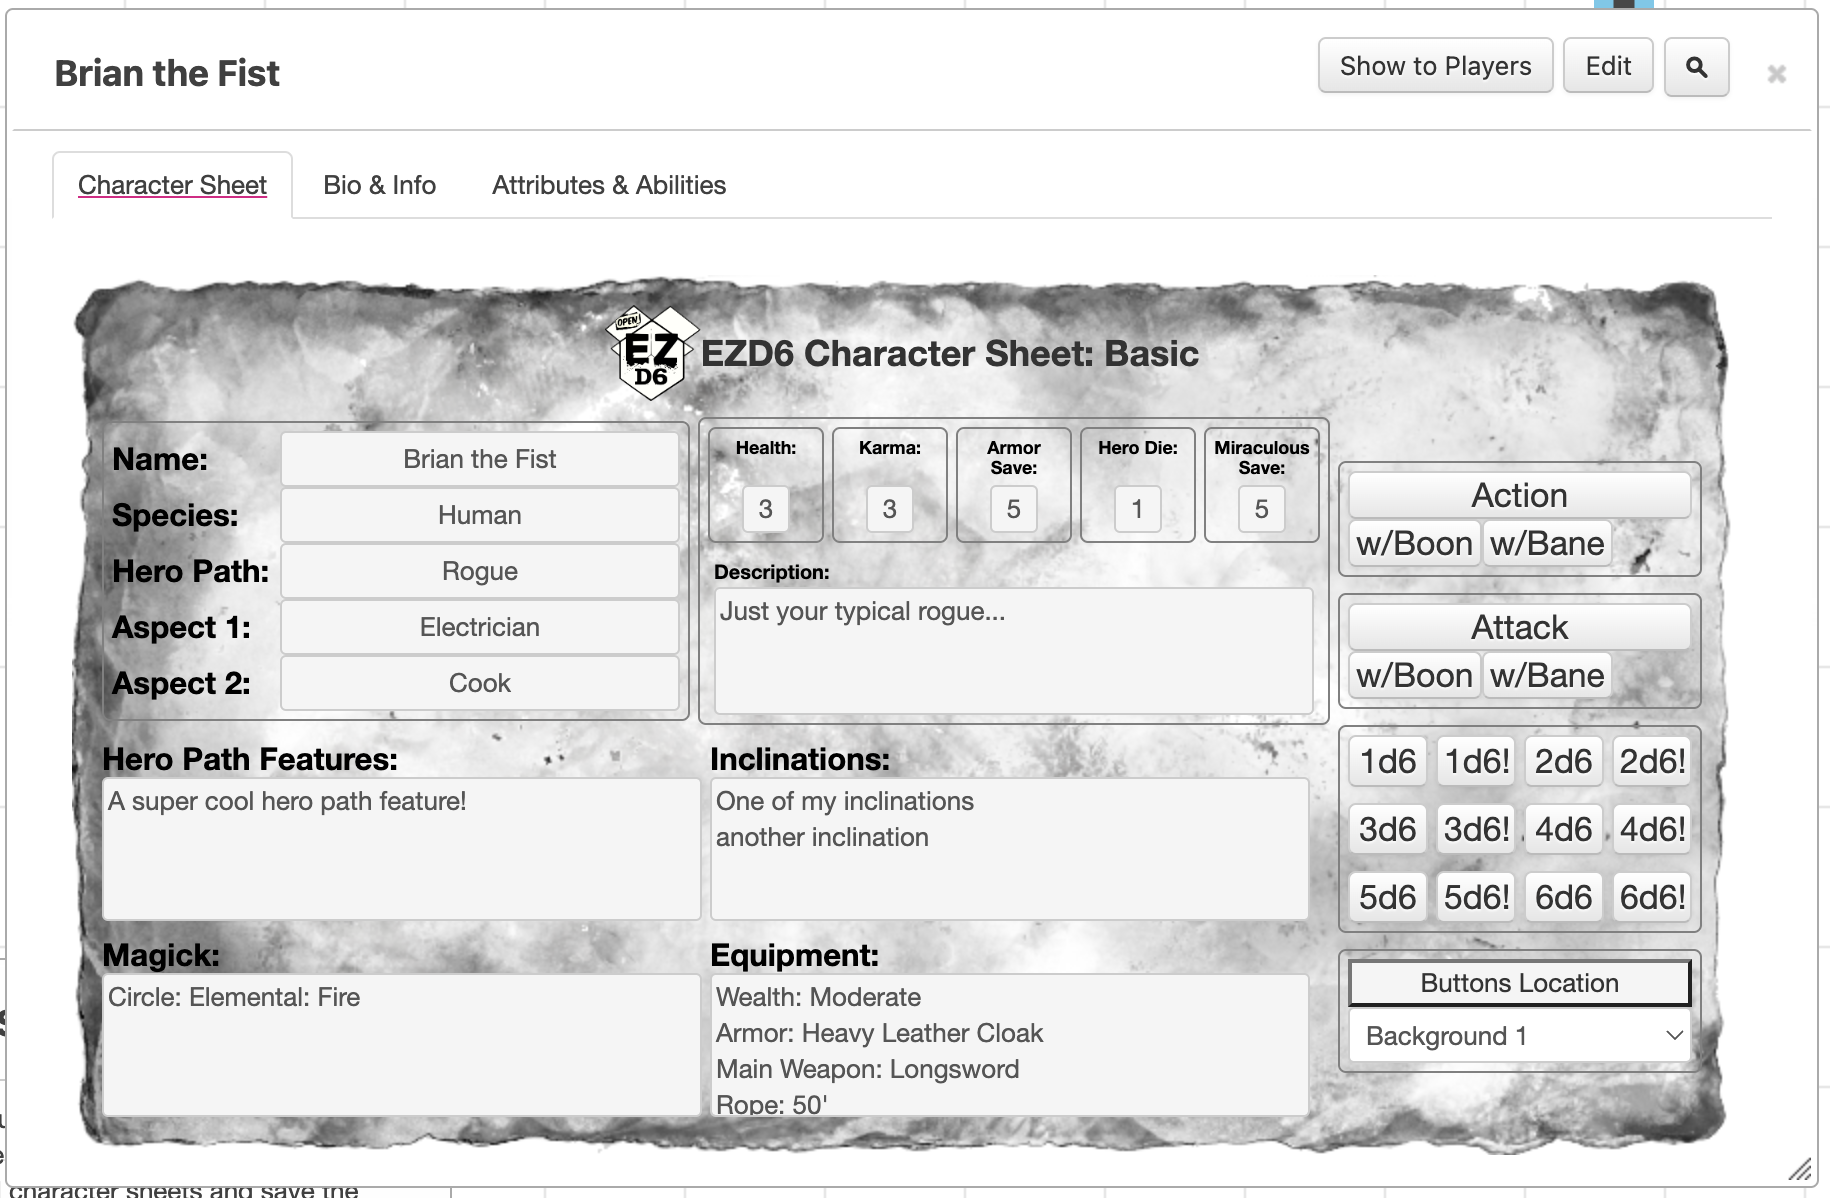 Brian the Fist
Show to Players
Edit
Character Sheet
Bio & Info
Attributes & Abilities
OPEN
EZ
D6
EZD6 Character Sheet: Basic
Name:
Brian the Fist
Species:
Human
Hero Path:
Rogue
Aspect 1:
Electrician
Aspect 2:
Cook
Health:
3
Karma:
3
Armor
Save:
5
Hero Die:
1
Miraculous
Save:
5
Description:
Just your typical rogue...
Action
w/Boon w/Bane
Attack
w/Boon w/Bane
1d6 1d6! 2d6 2d6!
3d6 3d6! 4d6 4d6!
5d6 5d6! 6d6 6d6!
Buttons Location
Background 1
Hero Path Features:
A super cool hero path feature!
Inclinations:
One of my inclinations
another inclination
Magick:
Circle: Elemental: Fire
Equipment:
Wealth: Moderate
Armor: Heavy Leather Cloak
Main Weapon: Longsword
Rope: 50'
character sheets and save the